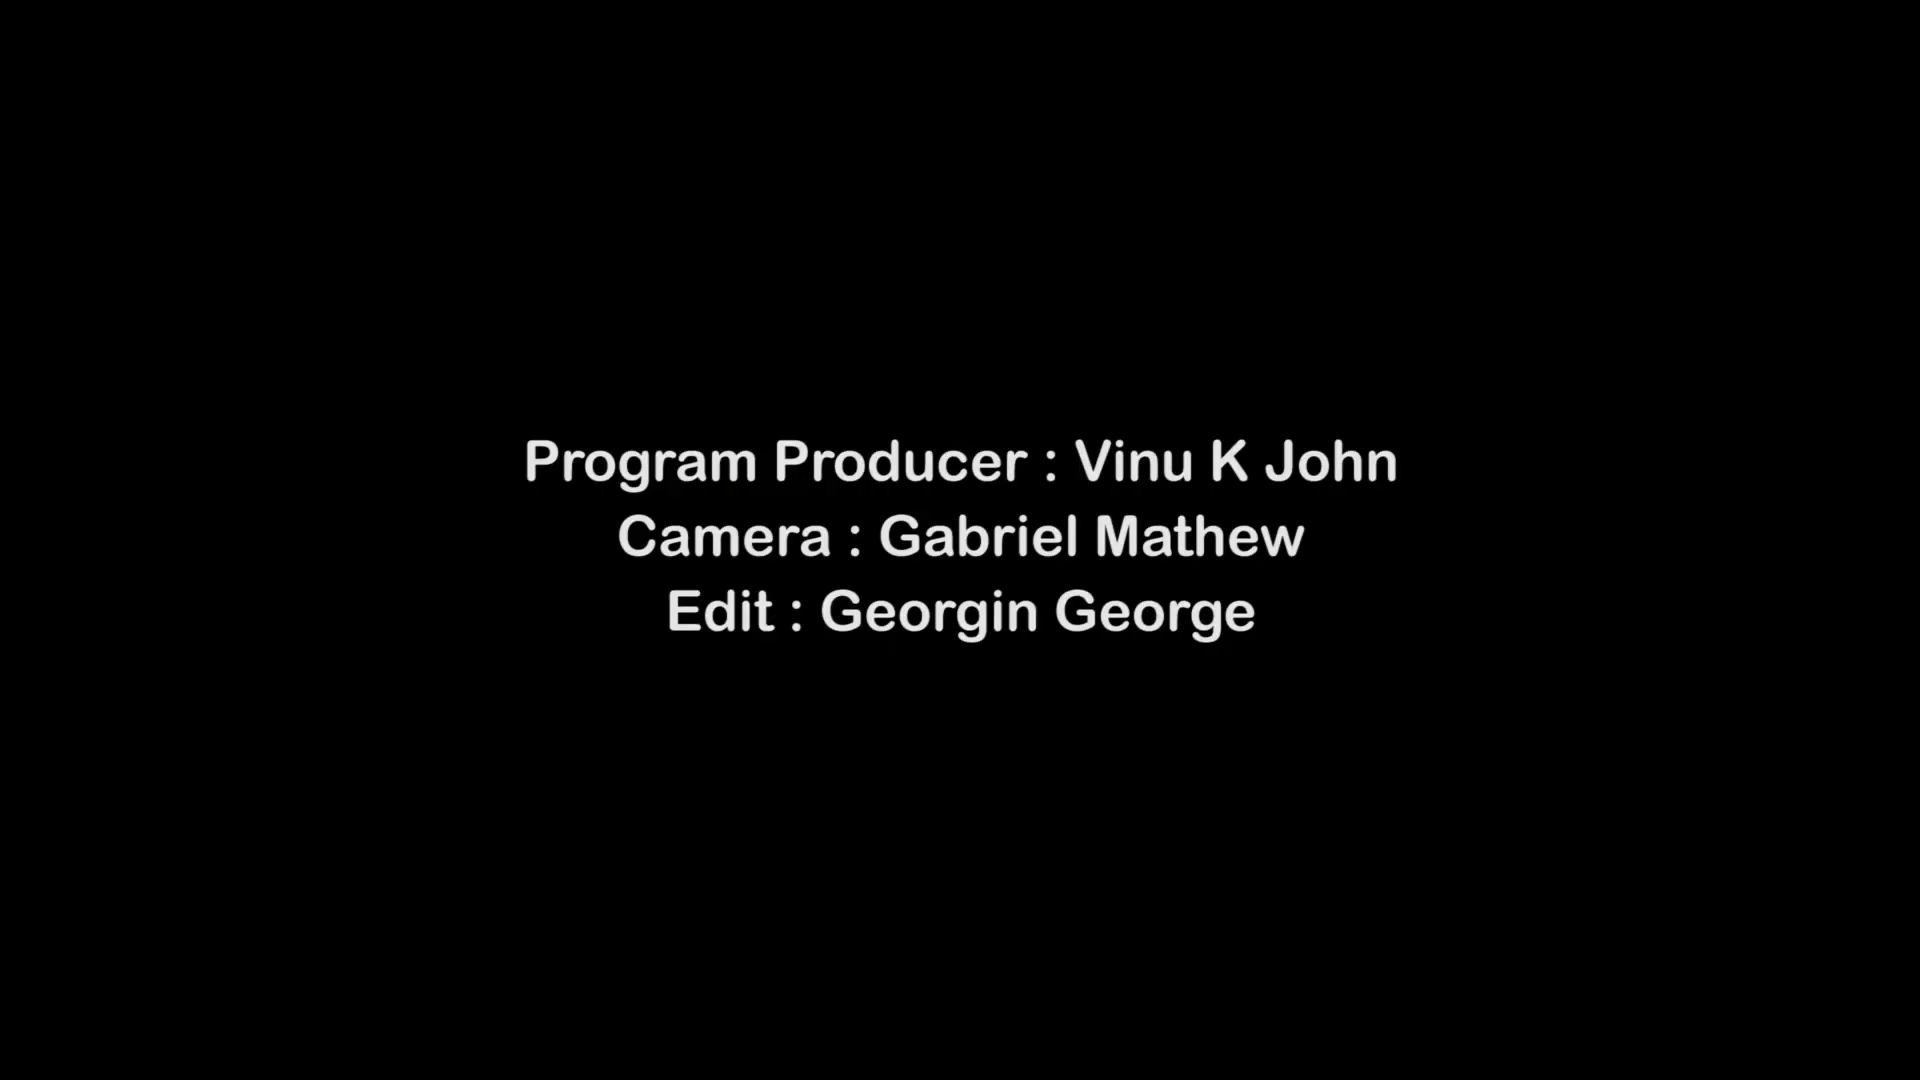 Program Producer : Vinu K John
Camera : Gabriel Mathew
Edit : Georgin George